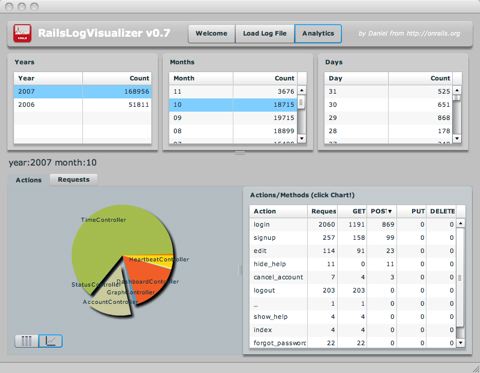 RailsLogVisualizer v0.7
Welcome
Load Log File
Analytics
by Daniel from http://onrails.org
Years
Year Count
2007 168956
2006 51811
Months
Month Count
11 3676
10 18715
09 19715
08 18899
Days
Day Count
31 525
30 651
29 868
28 178
year:2007 month:10
Actions
Requests
TimeController
HeartbeatController
DashboardController
StatusController
GraphController
AccountController
Actions/Methods (click Chart!)
Action Reques GET POST PUT DELETE
login 2060 1191 869 0 0
signup 257 158 99 0 0
edit 114 91 23 0 0
hide_help 11 0 11 0 0
cancel_account 7 4 3 0 0
logout 203 203 0 0 0
_ 1 1 0 0 0
show_help 4 4 0 0 0
index 4 4 0 0 0
forgot_password 22 22 0 0 0